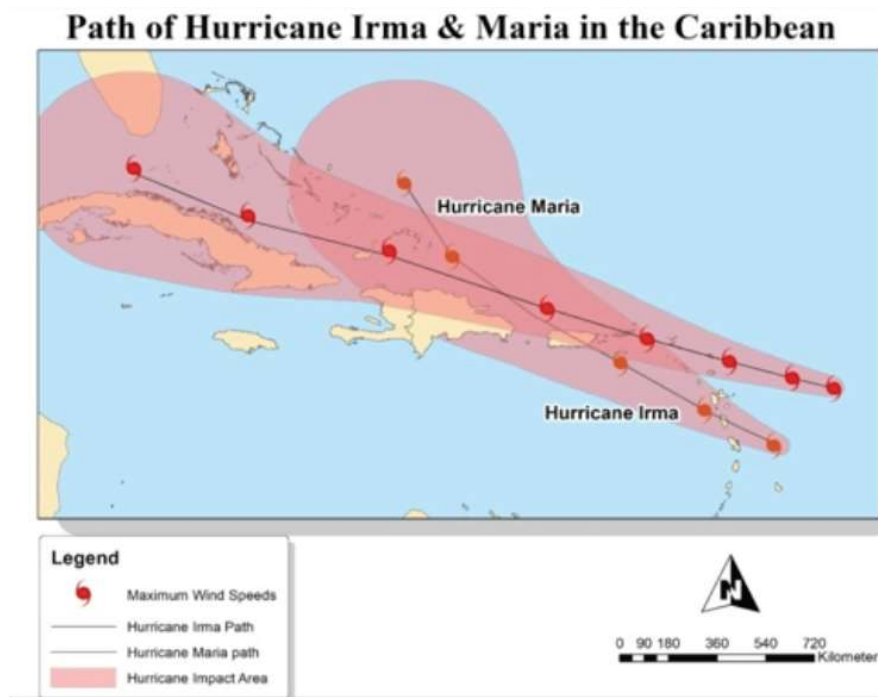 Path of Hurricane Irma & Maria in the Caribbean
Hurricane Maria
Hurricane Irma
Legend
Maximum Wind Speeds
Hurricane Irma Path
Hurricane Maria path
Hurricane Impact Area
N
0 90 180 360 540 720
Kilometer